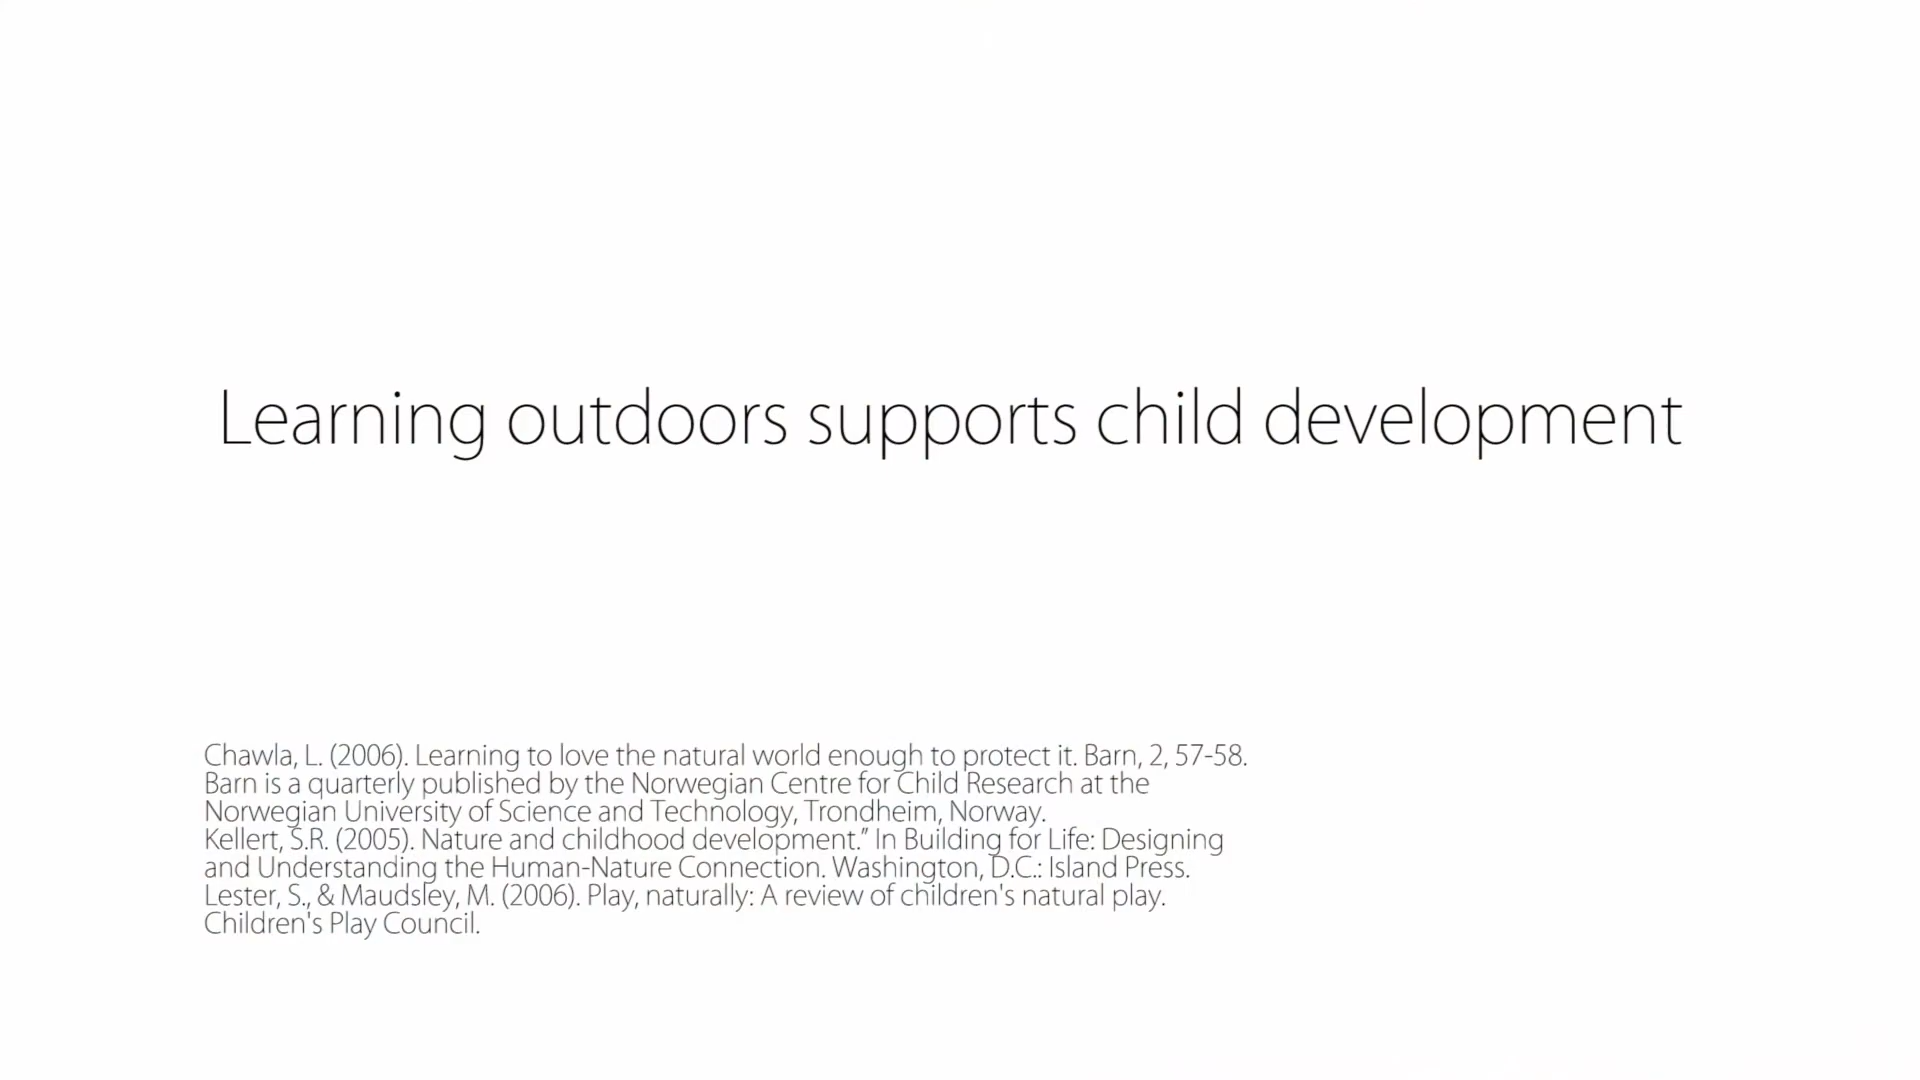 Learning outdoors supports child development
Chawla, L. (2006). Learning to love the natural world enough to protect it. Barn, 2, 57-58.
Barn is a quarterly published by the Norwegian Centre for Child Research at the
Norwegian University of Science and Technology, Trondheim, Norway.
Kellert, S.R. (2005). Nature and childhood development.” In Building for Life: Designing
and Understanding the Human-Nature Connection. Washington, D.C.: Island Press.
Lester, S., & Maudsley, M. (2006). Play, naturally: A review of children's natural play.
Children's Play Council.